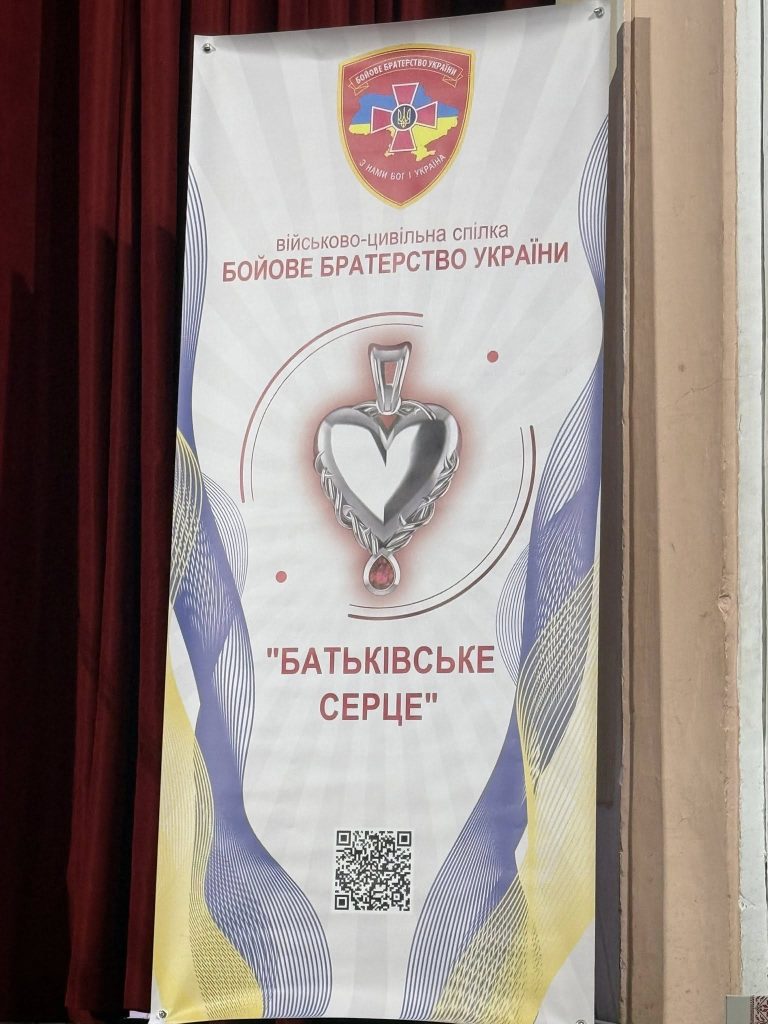 БОЙОВЕ БРАТЕРСТВО УКРАЇНИ
З НАМИ БОГ І УКРАЇНА
військово-цивільна спілка
БОЙОВЕ БРАТЕРСТВО УКРАЇНИ
"БАТЬКІВСЬКЕ
СЕРЦЕ"